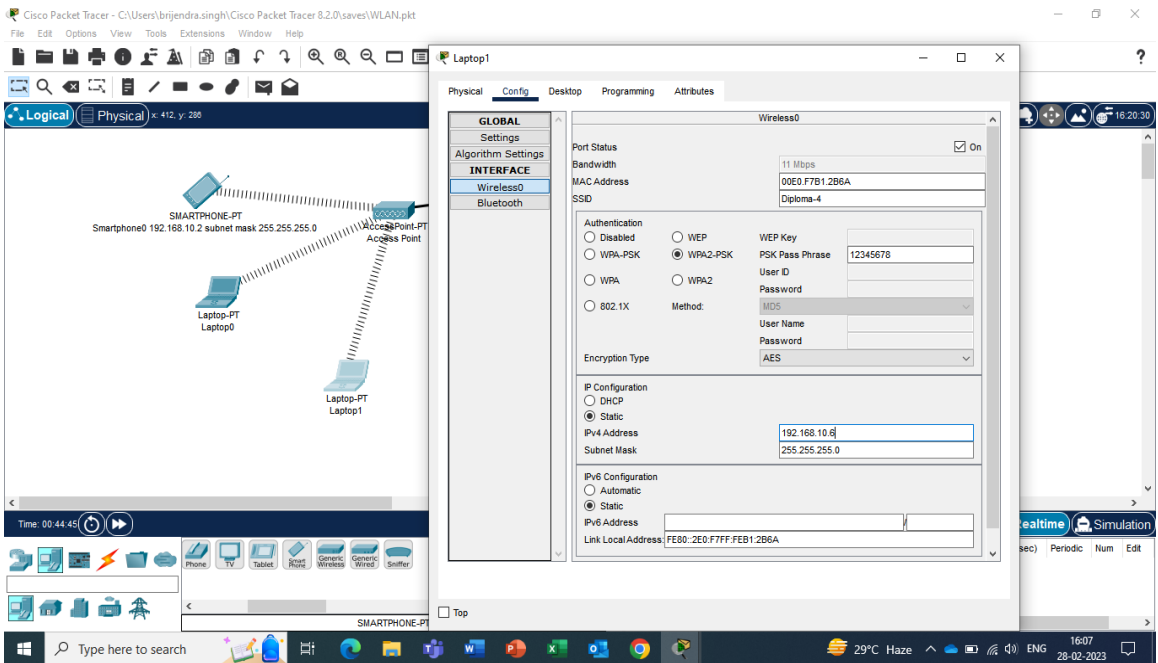 Cisco Packet Tracer - C:\Users\brijendra.singh\Cisco Packet Tracer 8.2.0\saves\WLAN.pkt
File Edit Options View Tools Extensions Window Help
Logical Physical x: 412, y: 286
16:20:30
SMARTPHONE-PT
Smartphone0 192.168.10.2 subnet mask 255.255.255.0
AccessPoint-PT
Access Point
Laptop-PT
Laptop0
Laptop-PT
Laptop1
Laptop1
Physical Config Desktop Programming Attributes
GLOBAL
Settings
Algorithm Settings
INTERFACE
Wireless0
Bluetooth
Wireless0
Port Status On
Bandwidth 11 Mbps
MAC Address 00E0.F7B1.2B6A
SSID Diploma-4
Authentication
Disabled WEP WEP Key
WPA-PSK WPA2-PSK PSK Pass Phrase 12345678
User ID
WPA WPA2
Password
802.1X Method: MD5
User Name
Password
Encryption Type AES
IP Configuration
DHCP
Static
IPv4 Address 192.168.10.6
Subnet Mask 255.255.255.0
IPv6 Configuration
Automatic
Static
IPv6 Address /
Link Local Address: FE80::2E0:F7FF:FEB1:2B6A
Top
Time: 00:44:45
ealtime Simulation
sec) Periodic Num Edit
Phone TV Tablet Smart Phone Generic Wireless Generic Wired Sniffer
SMARTPHONE-PT
Type here to search
29°C Haze ENG
16:07
28-02-2023